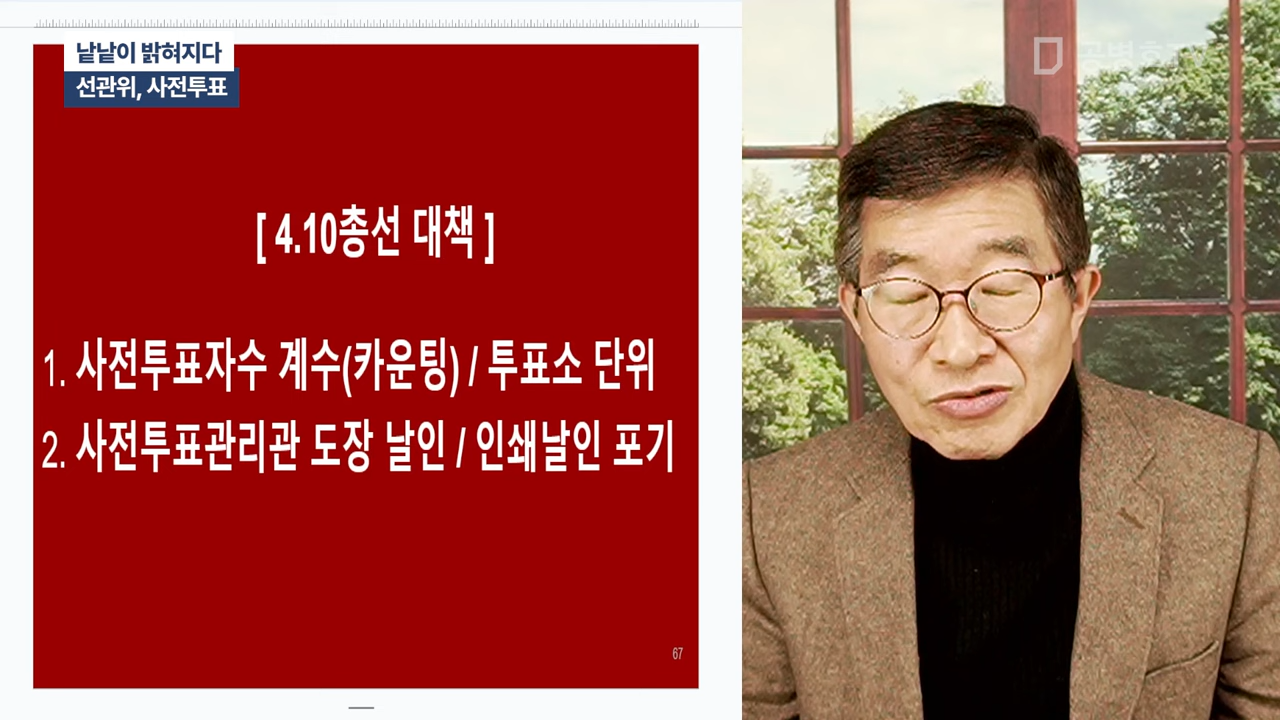 낱낱이 밝혀지다
선관위, 사전투표
[ 4.10총선 대책 ]
1. 사전투표자수 계수(카운팅) / 투표소 단위
2. 사전투표관리관 도장 날인 / 인쇄날인 포기
67